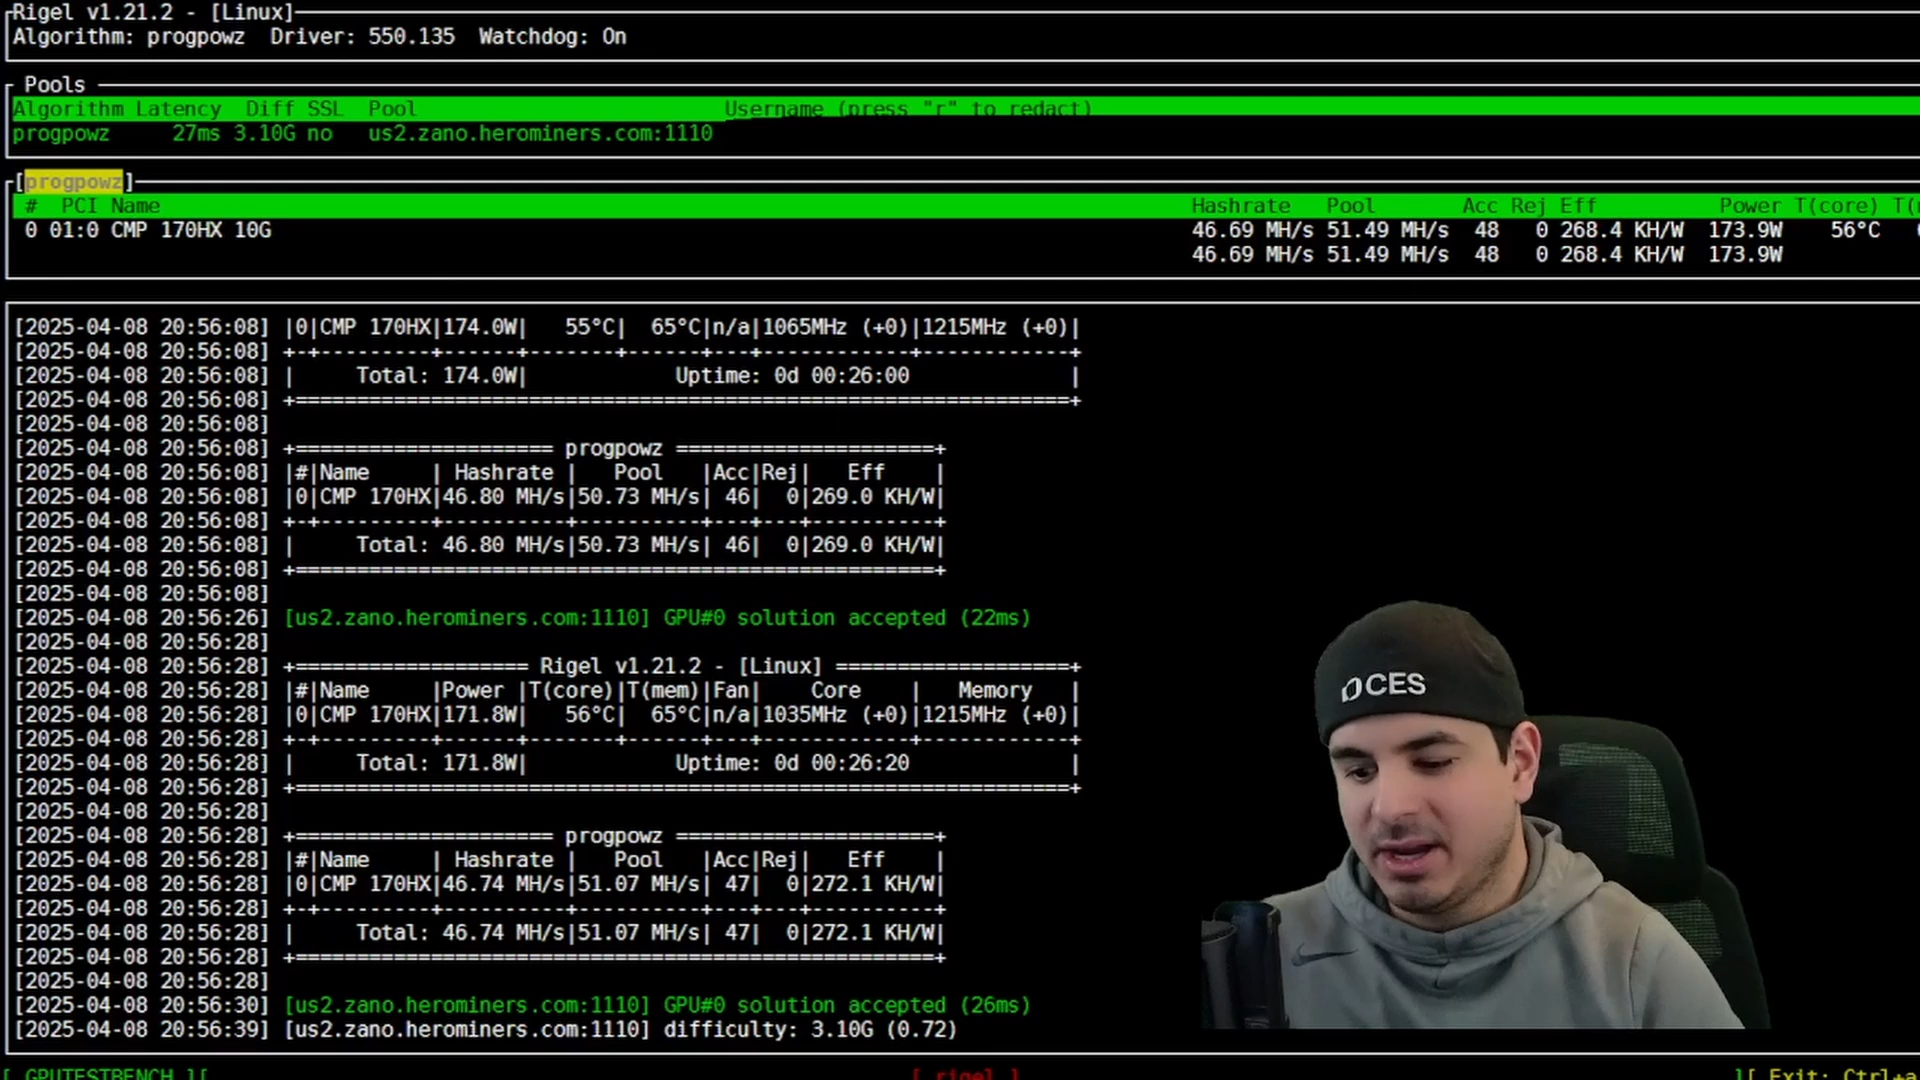 Rigel v1.21.2 - [Linux]
Algorithm: progpowz  Driver: 550.135  Watchdog: On
Pools
Algorithm Latency  Diff SSL  Pool  Username (press "r" to redact)
progpowz  27ms 3.10G no  us2.zano.herominers.com:1110
[progpowz]
#  PCI Name  Hashrate  Pool  Acc Rej Eff  Power T(core)
0 01:0 CMP 170HX 10G  46.69 MH/s 51.49 MH/s  48  0 268.4 KH/W  173.9W  56°C
46.69 MH/s 51.49 MH/s  48  0 268.4 KH/W  173.9W
[2025-04-08 20:56:08] |0|CMP 170HX|174.0W|  55°C|  65°C|n/a|1065MHz (+0)|1215MHz (+0)|
[2025-04-08 20:56:08] +-+---------+------+-------+------+---+------------+------------+
[2025-04-08 20:56:08] |     Total: 174.0W|            Uptime: 0d 00:26:00             |
[2025-04-08 20:56:08] +===============================================================+
[2025-04-08 20:56:08]
[2025-04-08 20:56:08] +===================== progpowz =====================+
[2025-04-08 20:56:08] |#|Name     | Hashrate |   Pool   |Acc|Rej|   Eff    |
[2025-04-08 20:56:08] |0|CMP 170HX|46.80 MH/s|50.73 MH/s| 46|  0|269.0 KH/W|
[2025-04-08 20:56:08] +-+---------+----------+----------+---+---+----------+
[2025-04-08 20:56:08] |     Total: 46.80 MH/s|50.73 MH/s| 46|  0|269.0 KH/W|
[2025-04-08 20:56:08] +====================================================+
[2025-04-08 20:56:08]
[2025-04-08 20:56:26] [us2.zano.herominers.com:1110] GPU#0 solution accepted (22ms)
[2025-04-08 20:56:28]
[2025-04-08 20:56:28] +=================== Rigel v1.21.2 - [Linux] ===================+
[2025-04-08 20:56:28] |#|Name     |Power |T(core)|T(mem)|Fan|    Core    |   Memory   |
[2025-04-08 20:56:28] |0|CMP 170HX|171.8W|   56°C|  65°C|n/a|1035MHz (+0)|1215MHz (+0)|
[2025-04-08 20:56:28] +-+---------+------+-------+------+---+------------+------------+
[2025-04-08 20:56:28] |     Total: 171.8W|            Uptime: 0d 00:26:20             |
[2025-04-08 20:56:28] +===============================================================+
[2025-04-08 20:56:28]
[2025-04-08 20:56:28] +===================== progpowz =====================+
[2025-04-08 20:56:28] |#|Name     | Hashrate |   Pool   |Acc|Rej|   Eff    |
[2025-04-08 20:56:28] |0|CMP 170HX|46.74 MH/s|51.07 MH/s| 47|  0|272.1 KH/W|
[2025-04-08 20:56:28] +-+---------+----------+----------+---+---+----------+
[2025-04-08 20:56:28] |     Total: 46.74 MH/s|51.07 MH/s| 47|  0|272.1 KH/W|
[2025-04-08 20:56:28] +====================================================+
[2025-04-08 20:56:28]
[2025-04-08 20:56:30] [us2.zano.herominers.com:1110] GPU#0 solution accepted (26ms)
[2025-04-08 20:56:39] [us2.zano.herominers.com:1110] difficulty: 3.10G (0.72)
CES
[ GPUTESTBENCH ][  [ rigel ]  ][ Exit: Ctrl+a